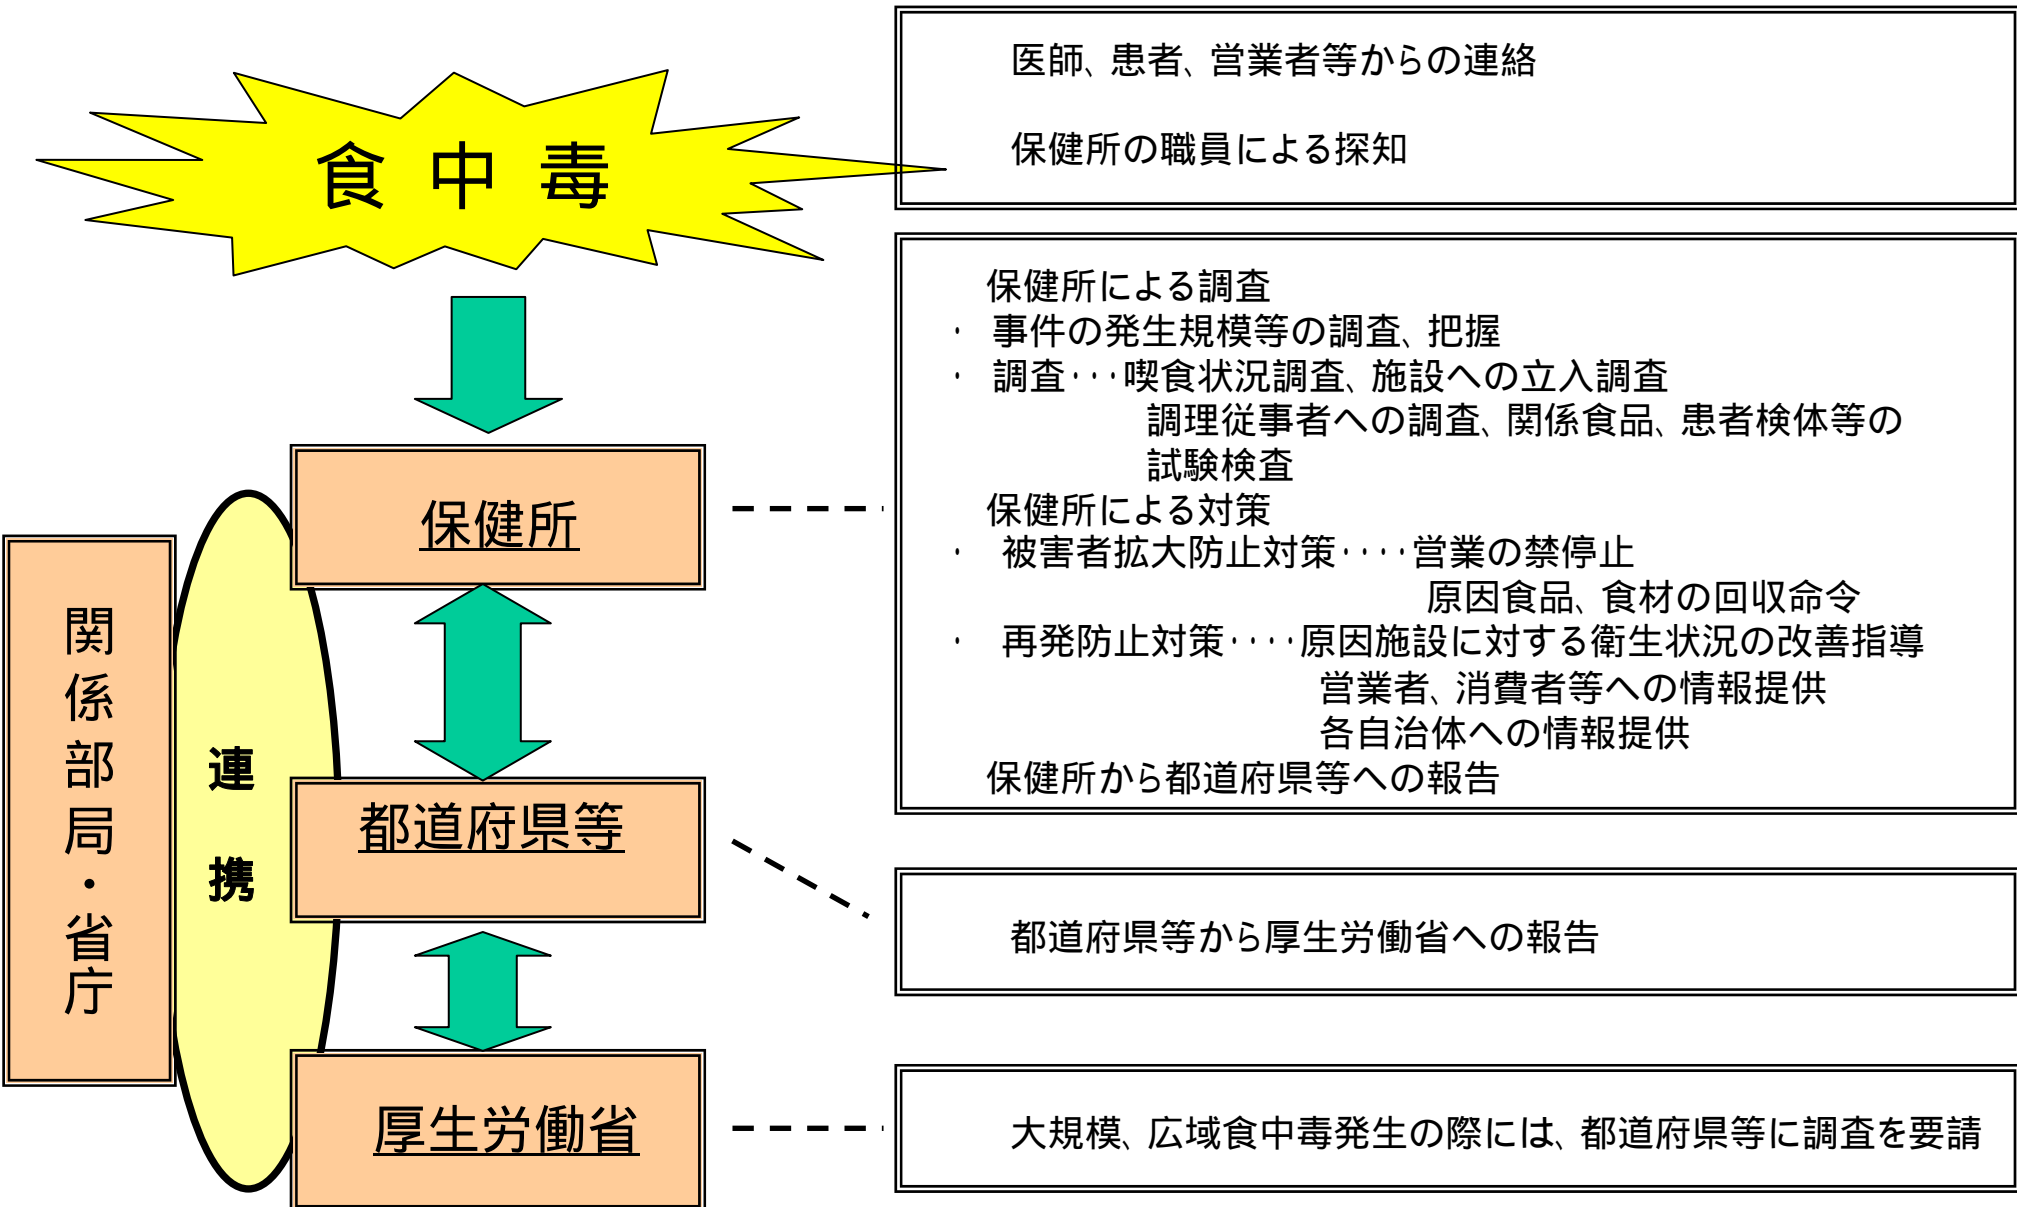 食中毒
医師、患者、営業者等からの連絡
保健所の職員による探知
保健所
保健所による調査
・ 事件の発生規模等の調査、把握
・ 調査･･･喫食状況調査、施設への立入調査
調理従事者への調査、関係食品、患者検体等の
試験検査
保健所による対策
・ 被害者拡大防止対策････営業の禁停止
原因食品、食材の回収命令
・ 再発防止対策････原因施設に対する衛生状況の改善指導
営業者、消費者等への情報提供
各自治体への情報提供
保健所から都道府県等への報告
関係部局・省庁
連携
都道府県等
都道府県等から厚生労働省への報告
厚生労働省
大規模、広域食中毒発生の際には、都道府県等に調査を要請